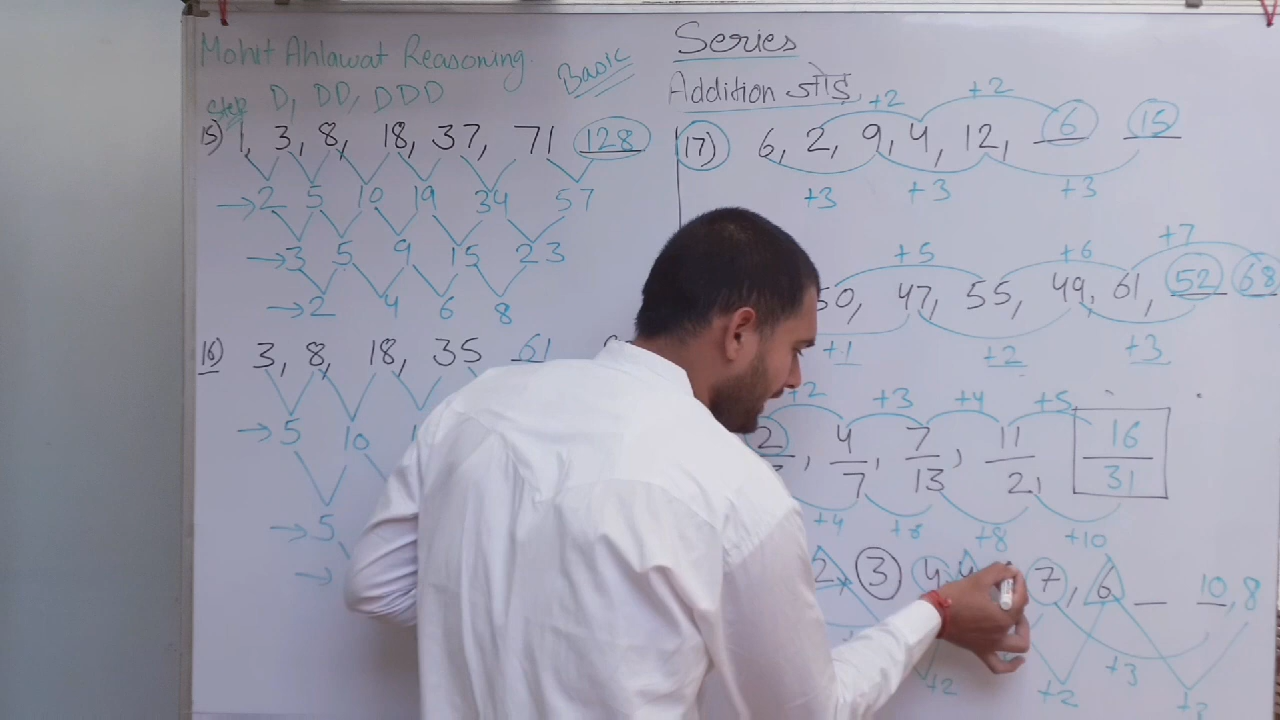 Mohit Ahlawat Reasoning.
Basic
Step D, DD, DDD
15) 1, 3, 8, 18, 37, 71 128
→ 2 5 10 19 34 57
→ 3 5 9 15 23
→ 2 4 6 8
16) 3, 8, 18, 35 61
→ 5 10
→ 5
→
Series
Addition जोड़
+2 +2
17) 6, 2, 9, 4, 12, 6 15
+3 +3 +3
+5 +6 +7
50, 47, 55, 49, 61, 52 68
+1 +2 +3
+2 +3 +4 +5
2, 4/7, 7/13, 11/21, 16/31
+4 +6 +8 +10
2, 3 4 4 7, 6 _ 10, 8
+2 +2 +3 +2